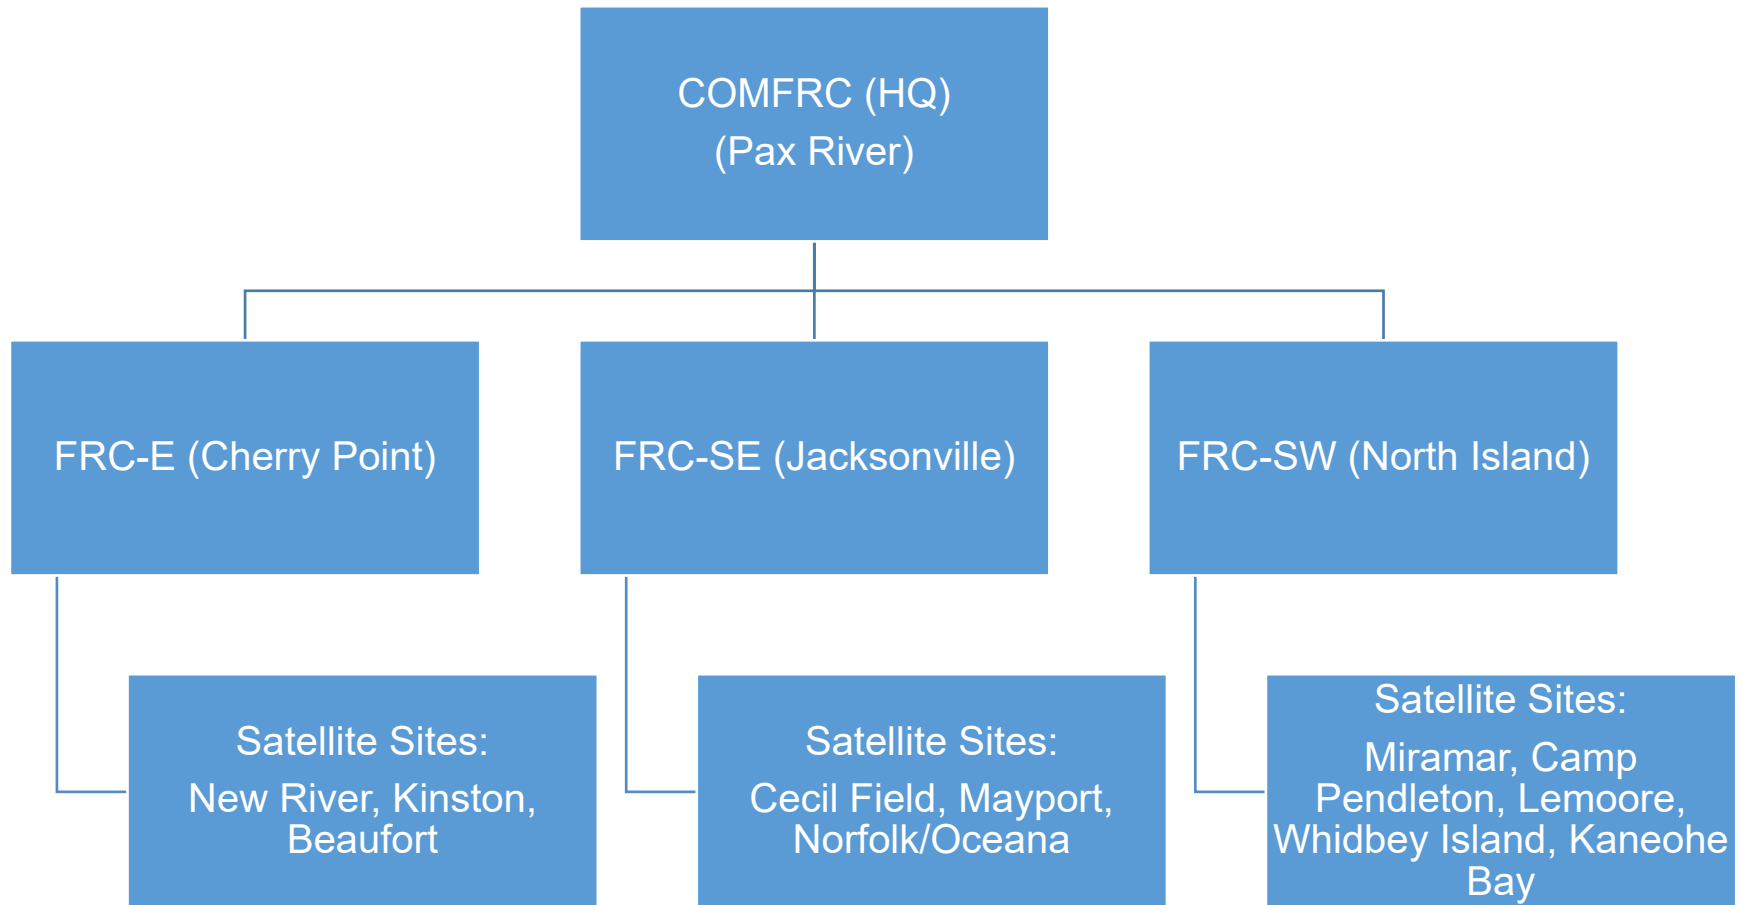 COMFRC (HQ)
(Pax River)
FRC-E (Cherry Point)
FRC-SE (Jacksonville)
FRC-SW (North Island)
Satellite Sites:
New River, Kinston,
Beaufort
Satellite Sites:
Cecil Field, Mayport,
Norfolk/Oceana
Satellite Sites:
Miramar, Camp
Pendleton, Lemoore,
Whidbey Island, Kaneohe
Bay